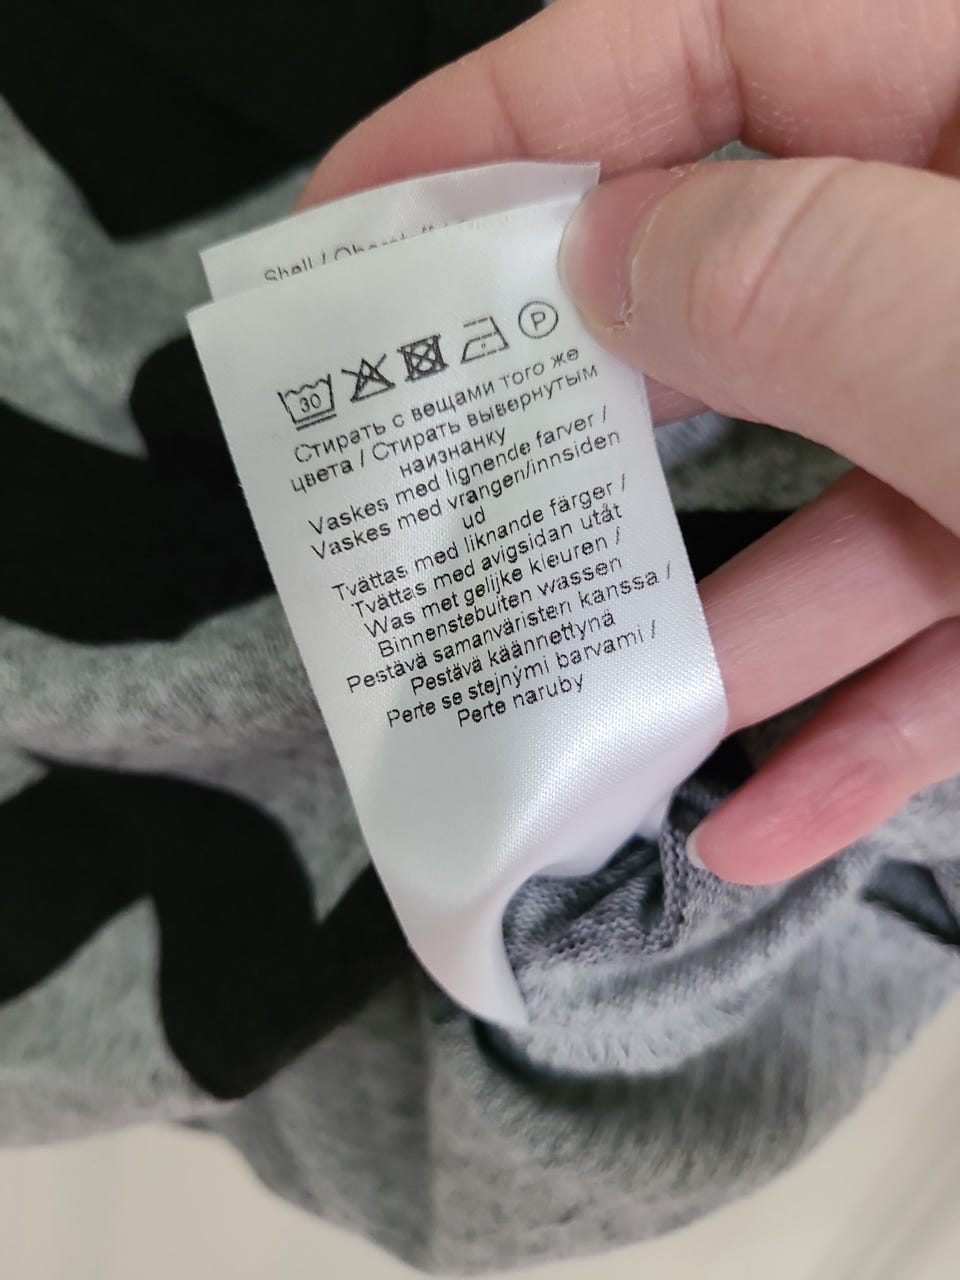 Shell /
30
P
Стирать с вещами того же
цвета / Стирать вывернутым
наизнанку
Vaskes med lignende farver /
Vaskes med vrangen/innsiden
ud
Tvättas med liknande färger /
Tvättas med avigsidan utåt
Was met gelijke kleuren /
Binnenstebuiten wassen
Pestävä samanväristen kanssa /
Pestävä käännettynä
Perte se stejnými barvami /
Perte naruby